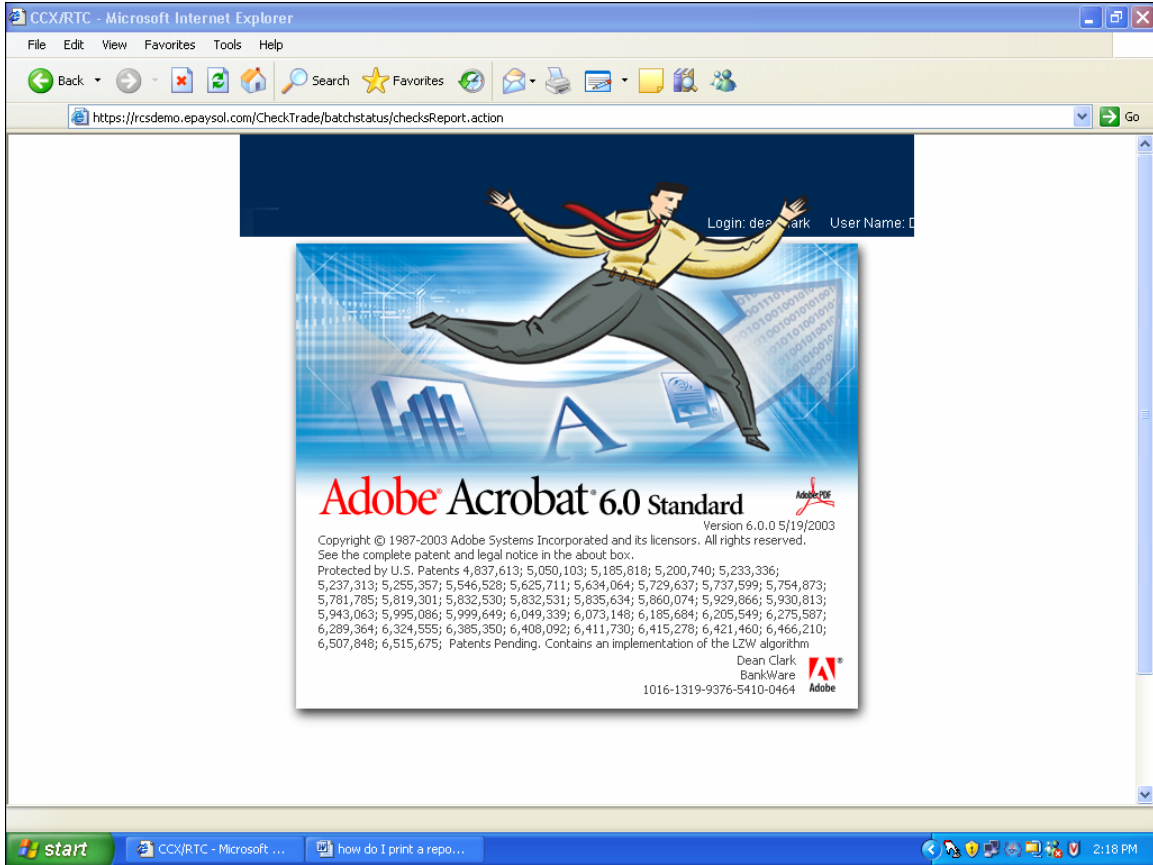 CCX/RTC - Microsoft Internet Explorer
File Edit View Favorites Tools Help
Back Search Favorites
https://rcsdemo.epaysol.com/CheckTrade/batchstatus/checksReport.action Go
Login: dea ark User Name: D
Adobe® Acrobat® 6.0 Standard
Adobe PDF
Version 6.0.0 5/19/2003
Copyright © 1987-2003 Adobe Systems Incorporated and its licensors. All rights reserved.
See the complete patent and legal notice in the about box.
Protected by U.S. Patents 4,837,613; 5,050,103; 5,185,818; 5,200,740; 5,233,336;
5,237,313; 5,255,357; 5,546,528; 5,625,711; 5,634,064; 5,729,637; 5,737,599; 5,754,873;
5,781,785; 5,819,301; 5,832,530; 5,832,531; 5,835,634; 5,860,074; 5,929,866; 5,930,813;
5,943,063; 5,995,086; 5,999,649; 6,049,339; 6,073,148; 6,185,684; 6,205,549; 6,275,587;
6,289,364; 6,324,555; 6,385,350; 6,408,092; 6,411,730; 6,415,278; 6,421,460; 6,466,210;
6,507,848; 6,515,675; Patents Pending. Contains an implementation of the LZW algorithm
Dean Clark
BankWare
1016-1319-9376-5410-0464
Adobe
start CCX/RTC - Microsoft ... how do I print a repo... 2:18 PM